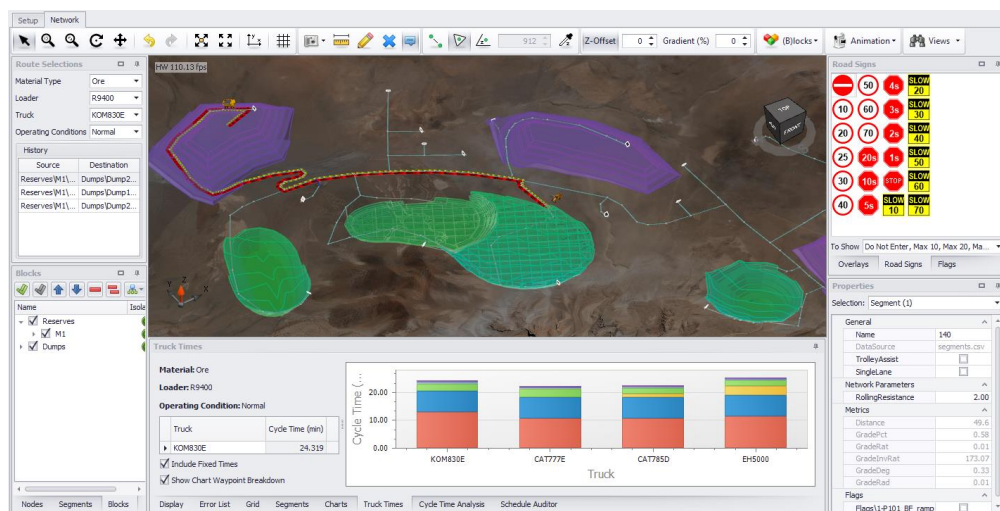 Setup Network
912 Z-Offset 0 Gradient (%) 0 (B)locks Animation Views
Route Selections
Material Type Ore
Loader R9400
Truck KOM830E
Operating Conditions Normal
History
Source Destination
Reserves\M1\... Dumps\Dump2...
Reserves\M1\... Dumps\Dump1...
Reserves\M1\... Dumps\Dump2...
Blocks
Name Isola
Reserves
M1
Dumps
Nodes Segments Blocks
HW 110.13 fps
TOP
FRONT
Y
X
Z
Truck Times
Material: Ore
Loader: R9400
Operating Condition: Normal
Truck Cycle Time (min)
KOM830E 24.319
Include Fixed Times
Show Chart Waypoint Breakdown
Cycle Time (...
20.00
10.00
0.00
KOM830E CAT777E CAT785D EH5000
Truck
Display Error List Grid Segments Charts Truck Times Cycle Time Analysis Schedule Auditor
Road Signs
50 4s SLOW 20
10 60 3s SLOW 30
20 70 2s SLOW 40
25 20s 1s SLOW 50
30 10s STOP SLOW 60
40 5s SLOW 10 SLOW 70
To Show Do Not Enter, Max 10, Max 20, Ma...
Overlays Road Signs Flags
Properties
Selection: Segment (1)
General
Name 140
DataSource segments.csv
TrolleyAssist
SingleLane
Network Parameters
RollingResistance 2.00
Metrics
Distance 49.6
GradePct 0.58
GradeRat 0.01
GradeInvRat 173.07
GradeDeg 0.33
GradeRad 0.01
Flags
Flags\1-P101_BF_ramp